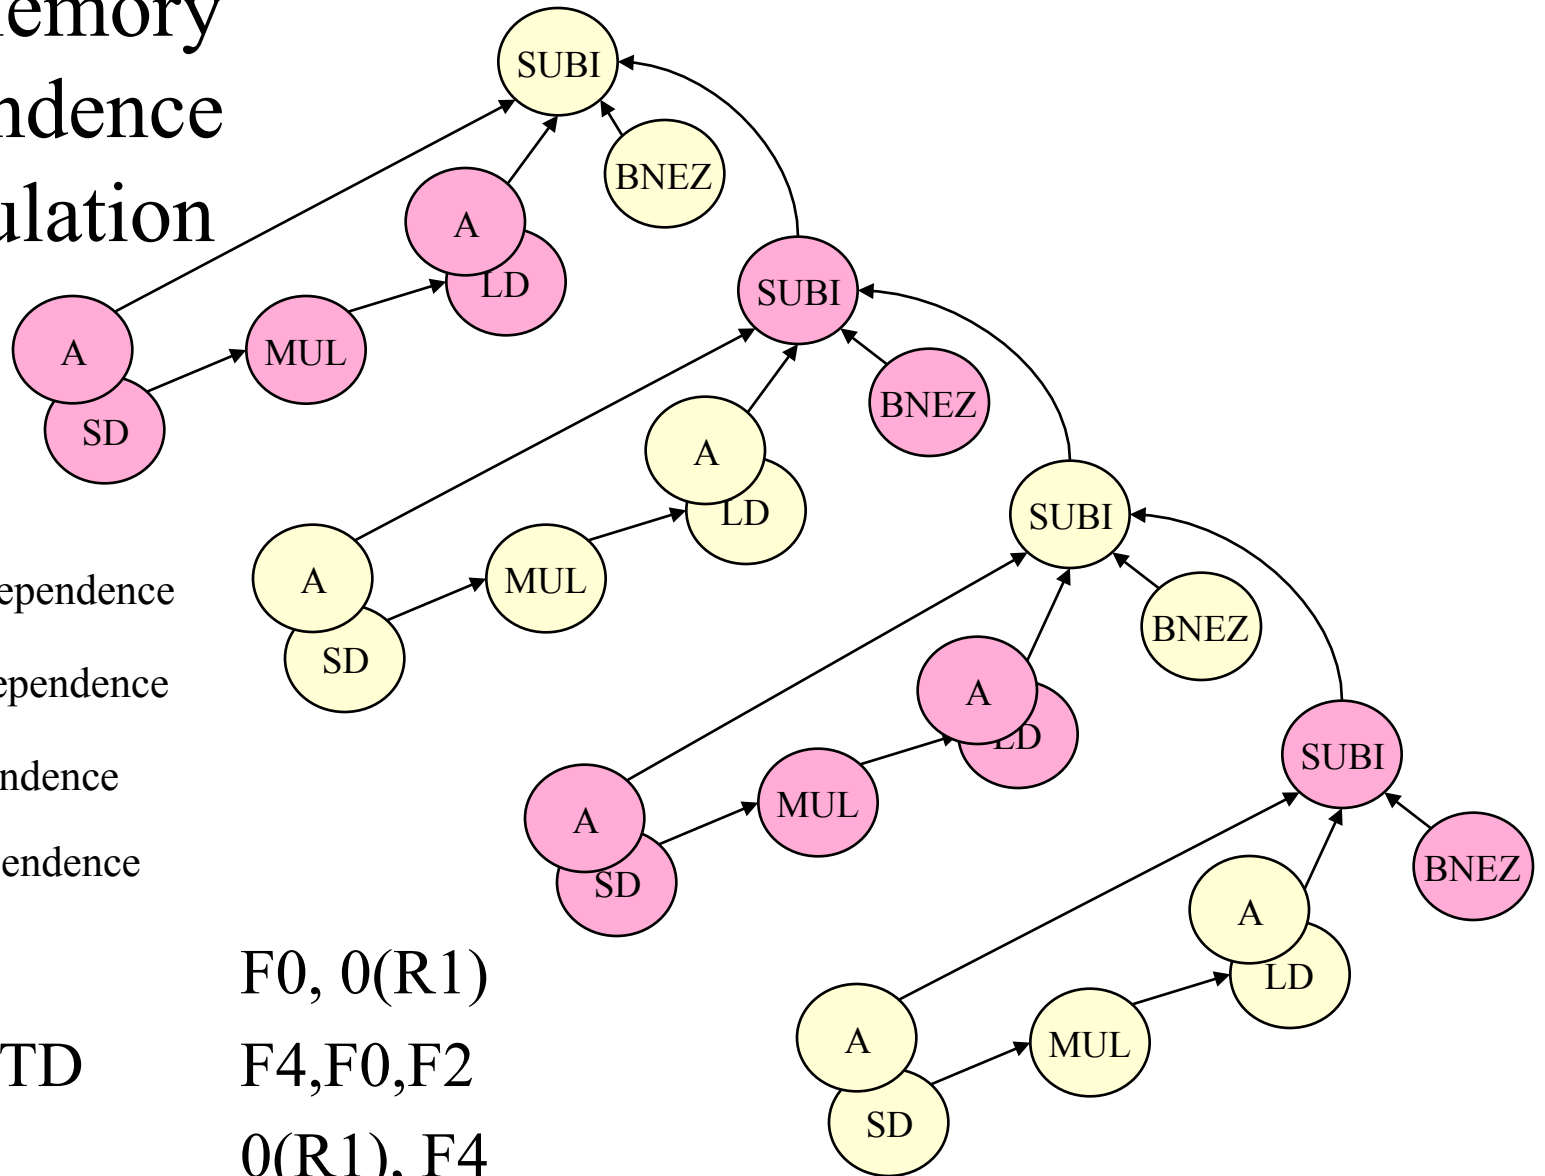 emory
ndence
ulation
SUBI
BNEZ
A
LD
SUBI
A
MUL
SD
BNEZ
A
LD
SUBI
A
MUL
SD
BNEZ
A
LD
SUBI
A
MUL
SD
BNEZ
A
LD
A
MUL
SD
ependence
ependence
ndence
endence
F0, 0(R1)
TD F4,F0,F2
0(R1), F4